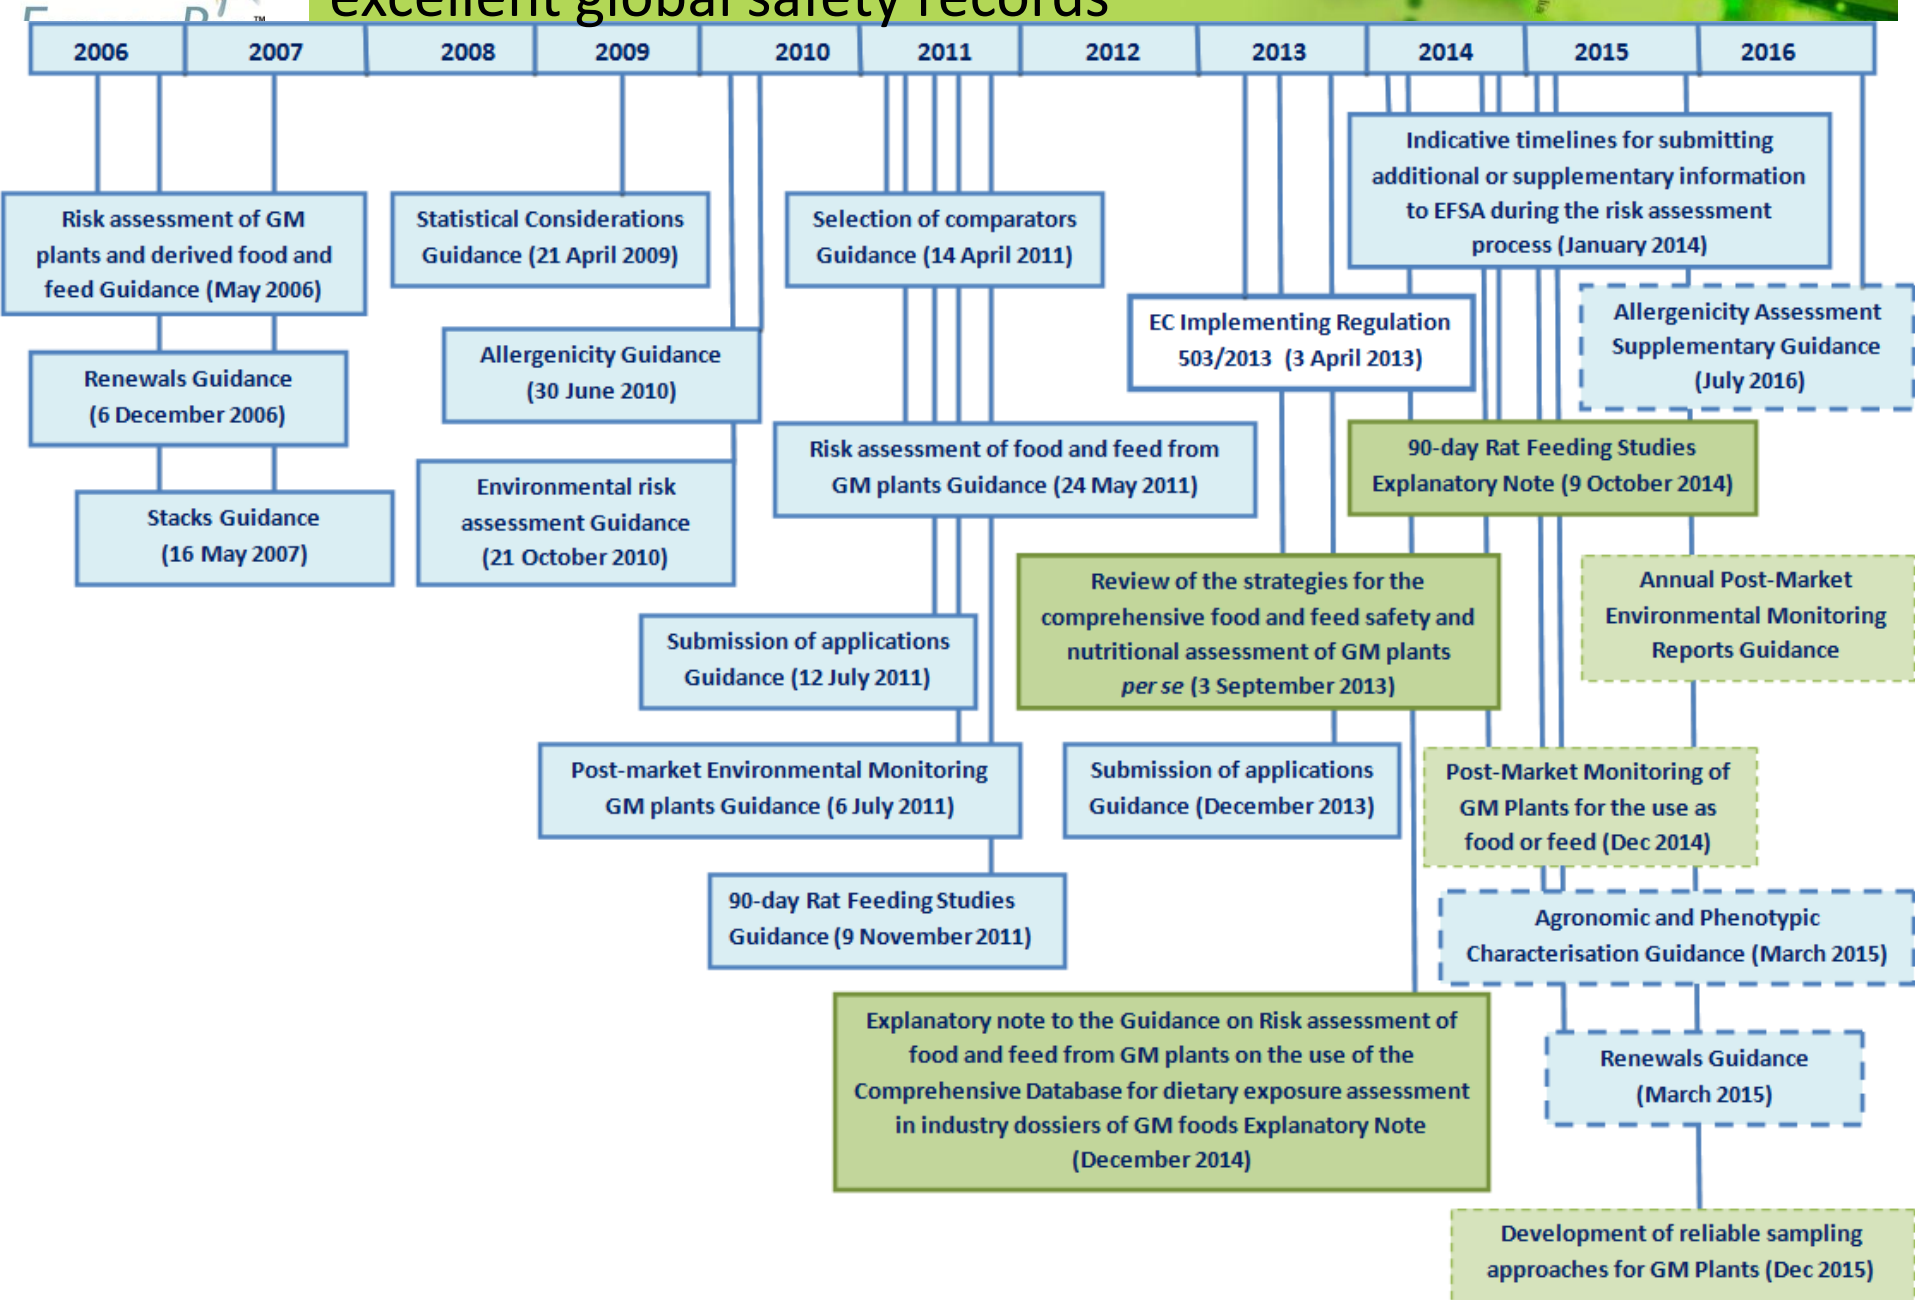 excellent global safety records
™
2006
2007
2008
2009
2010
2011
2012
2013
2014
2015
2016
Risk assessment of GM
plants and derived food and
feed Guidance (May 2006)
Renewals Guidance
(6 December 2006)
Stacks Guidance
(16 May 2007)
Statistical Considerations
Guidance (21 April 2009)
Allergenicity Guidance
(30 June 2010)
Environmental risk
assessment Guidance
(21 October 2010)
Selection of comparators
Guidance (14 April 2011)
Risk assessment of food and feed from
GM plants Guidance (24 May 2011)
Submission of applications
Guidance (12 July 2011)
Post-market Environmental Monitoring
GM plants Guidance (6 July 2011)
90-day Rat Feeding Studies
Guidance (9 November 2011)
EC Implementing Regulation
503/2013 (3 April 2013)
Review of the strategies for the
comprehensive food and feed safety and
nutritional assessment of GM plants
per se (3 September 2013)
Submission of applications
Guidance (December 2013)
Explanatory note to the Guidance on Risk assessment of
food and feed from GM plants on the use of the
Comprehensive Database for dietary exposure assessment
in industry dossiers of GM foods Explanatory Note
(December 2014)
Indicative timelines for submitting
additional or supplementary information
to EFSA during the risk assessment
process (January 2014)
Allergenicity Assessment
Supplementary Guidance
(July 2016)
90-day Rat Feeding Studies
Explanatory Note (9 October 2014)
Annual Post-Market
Environmental Monitoring
Reports Guidance
Post-Market Monitoring of
GM Plants for the use as
food or feed (Dec 2014)
Agronomic and Phenotypic
Characterisation Guidance (March 2015)
Renewals Guidance
(March 2015)
Development of reliable sampling
approaches for GM Plants (Dec 2015)